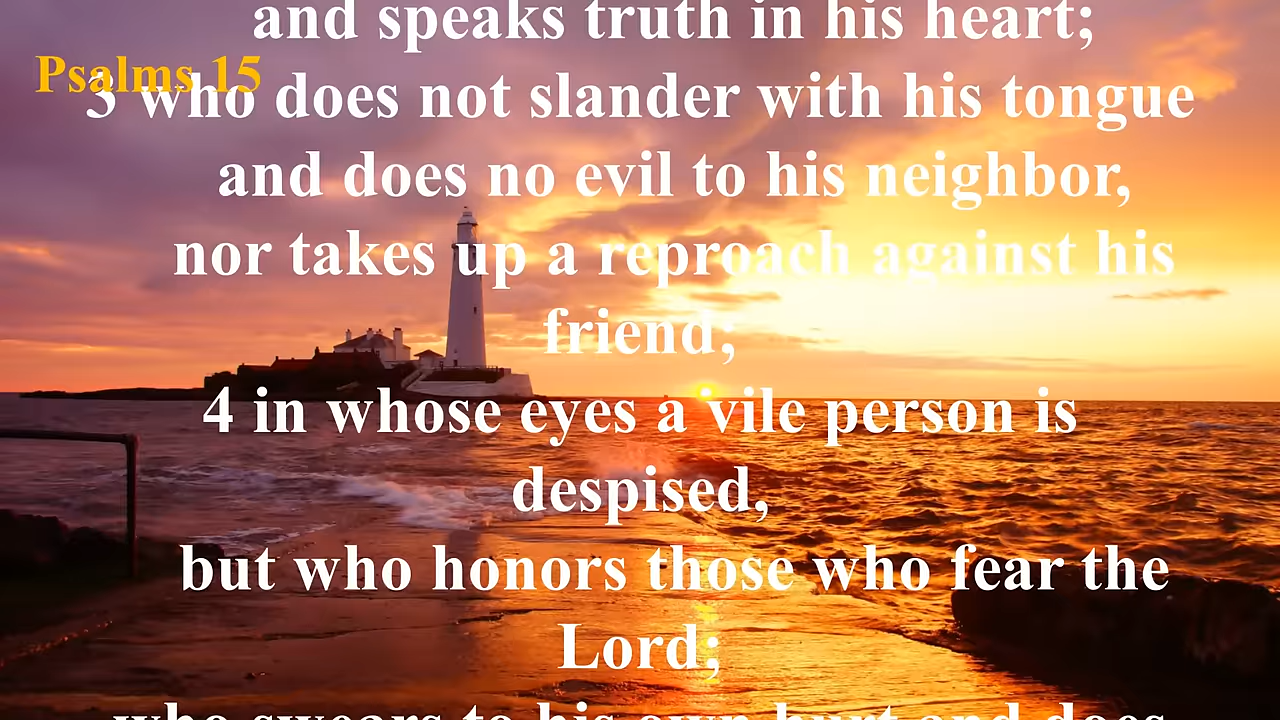 and speaks truth in his heart;
Psalms 15
3 who does not slander with his tongue
and does no evil to his neighbor,
nor takes up a reproach against his
friend;
4 in whose eyes a vile person is
despised,
but who honors those who fear the
Lord;
who swears to his own hurt and does